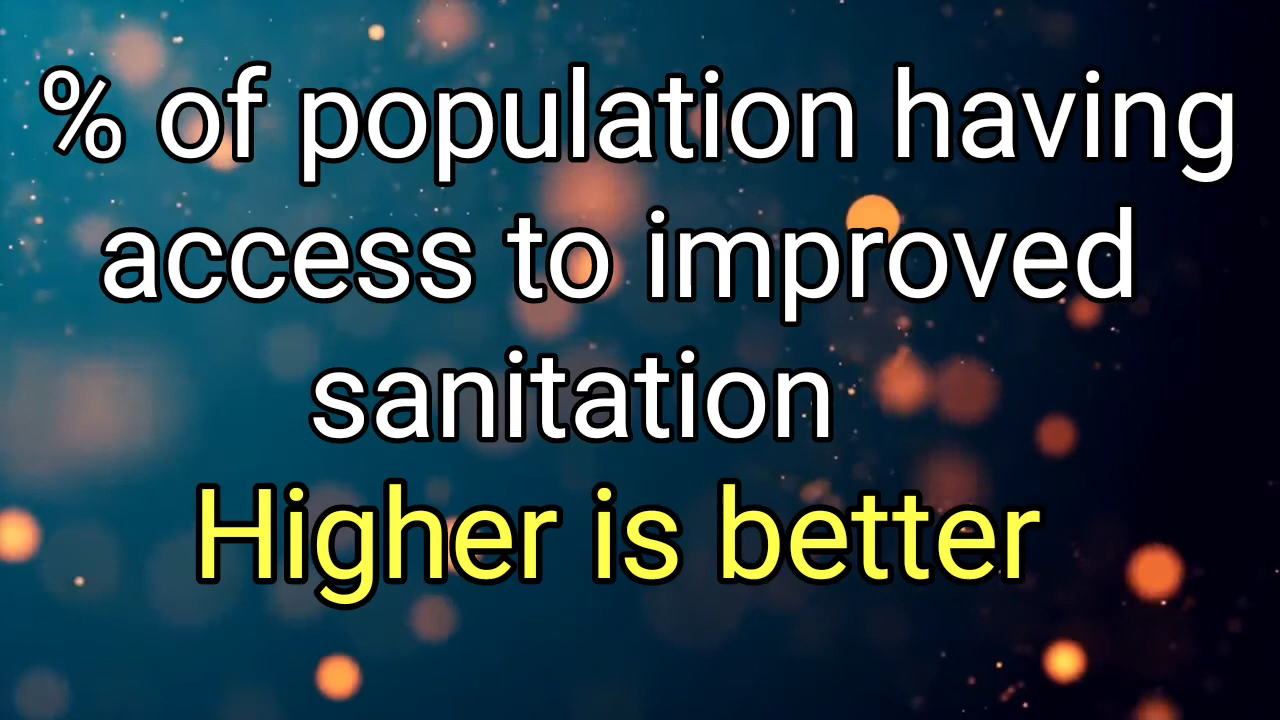 % of population having
access to improved
sanitation
Higher is better